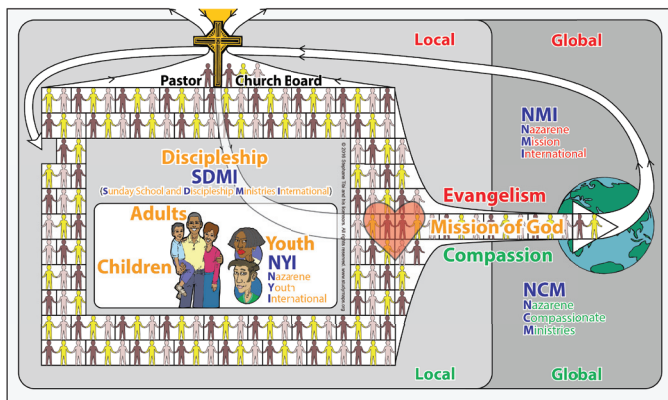 Local
Global
Pastor
Church Board
NMI
Nazarene
Mission
International
Discipleship
SDMI
(Sunday School and Discipleship Ministries International)
Adults
Children
Youth
NYI
Nazarene
Youth
International
Evangelism
Mission of God
Compassion
NCM
Nazarene
Compassionate
Ministries
Local
Global